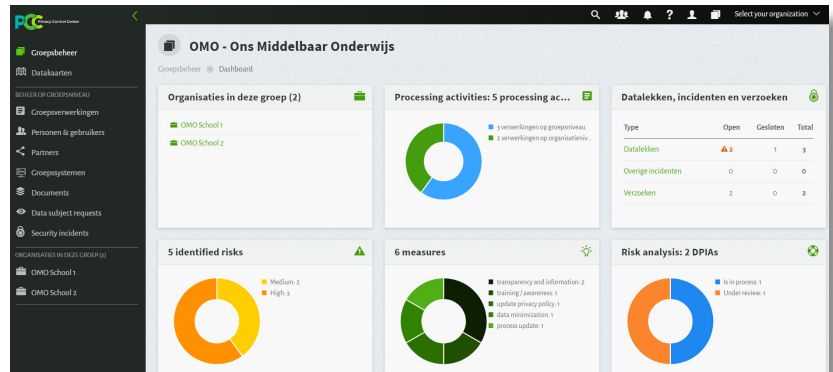 PCC Privacy Control Center
Select your organization
Groepsbeheer
Datakaarten
BEHEER OP GROEPSNIVEAU
Groepsverwerkingen
Personen & gebruikers
Partners
Groepssystemen
Documents
Data subject requests
Security incidents
ORGANISATIES IN DEZE GROEP (2)
OMO School 1
OMO School 2
OMO - Ons Middelbaar Onderwijs
Groepsbeheer Dashboard
Organisaties in deze groep (2)
OMO School 1
OMO School 2
Processing activities: 5 processing ac...
3 verwerkingen op groepsniveau
2 verwerkingen op organisatieniv...
Datalekken, incidenten en verzoeken
Type Open Gesloten Total
Datalekken 2 1 3
Overige incidenten 0 0 0
Verzoeken 2 0 2
5 identified risks
Medium: 2
High: 3
6 measures
transparency and information: 2
training / awareness: 1
update privacy policy: 1
data minimization: 1
process update: 1
Risk analysis: 2 DPIAs
Is in process: 1
Under review: 1